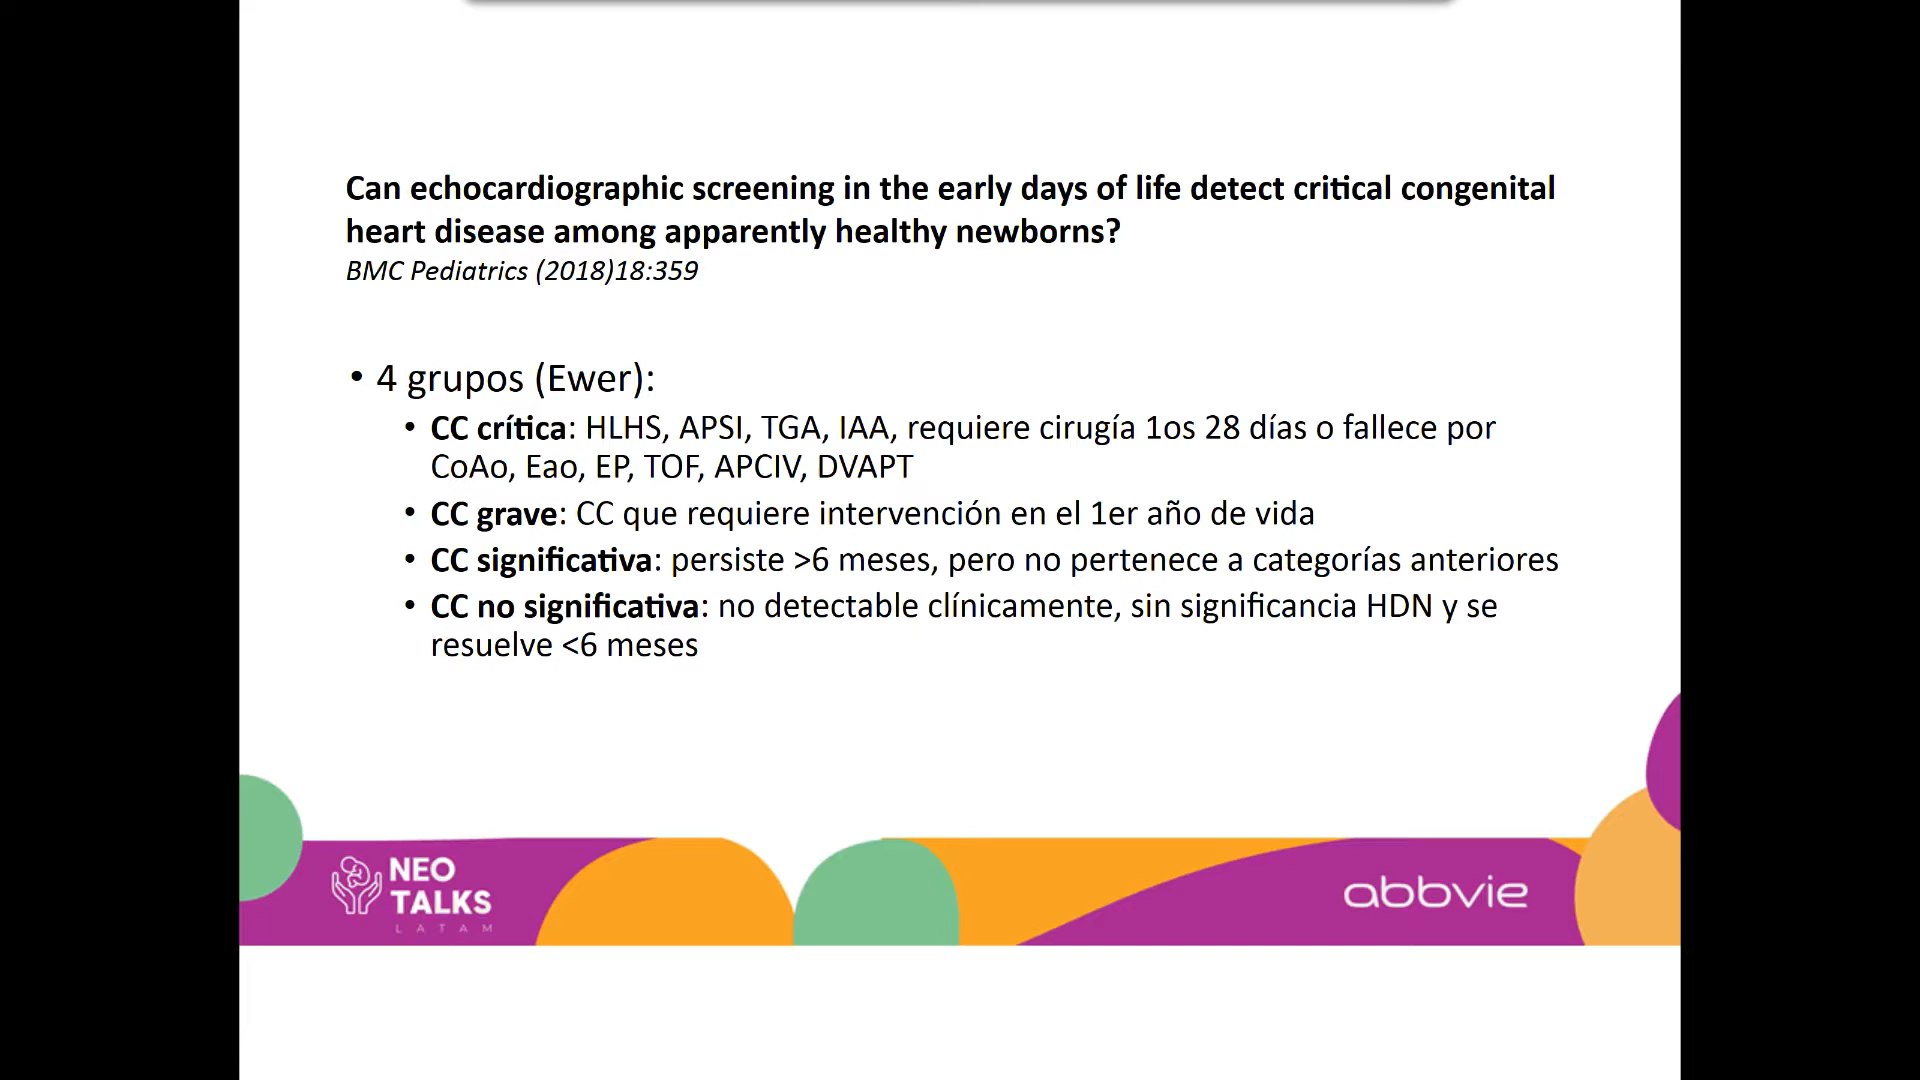 Can echocardiographic screening in the early days of life detect critical congenital
heart disease among apparently healthy newborns?
BMC Pediatrics (2018)18:359
• 4 grupos (Ewer):
• CC crítica: HLHS, APSI, TGA, IAA, requiere cirugía 1os 28 días o fallece por
CoAo, Eao, EP, TOF, APCIV, DVAPT
• CC grave: CC que requiere intervención en el 1er año de vida
• CC significativa: persiste >6 meses, pero no pertenece a categorías anteriores
• CC no significativa: no detectable clínicamente, sin significancia HDN y se
resuelve <6 meses
NEO
TALKS
LATAM
abbvie